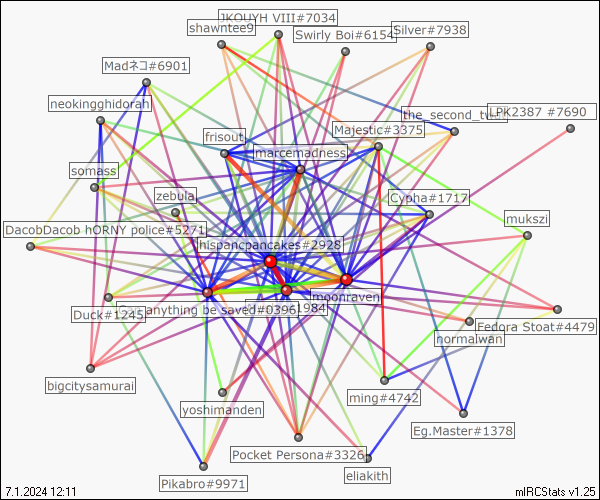 JKOUYH VIII#7034
shawntee9
Swirly Boi#6154
Silver#7938
Madネコ#6901
neokingghidorah
the_second_
LPK2387 #7690
frisout
Majestic#3375
marcemadness
somass
zebula
Cypha#1717
mukszi
DacobDacob hORNY police#5271
hispancpancakes#2928
moonraven
Duck#1245
anything be saved#0396
1984
Fedora Stoat#4479
normalwan
bigcitysamurai
ming#4742
yoshimanden
Eg.Master#1378
Pocket Persona#3326
eliakith
Pikabro#9971
7.1.2024 12:11
mIRCStats v1.25